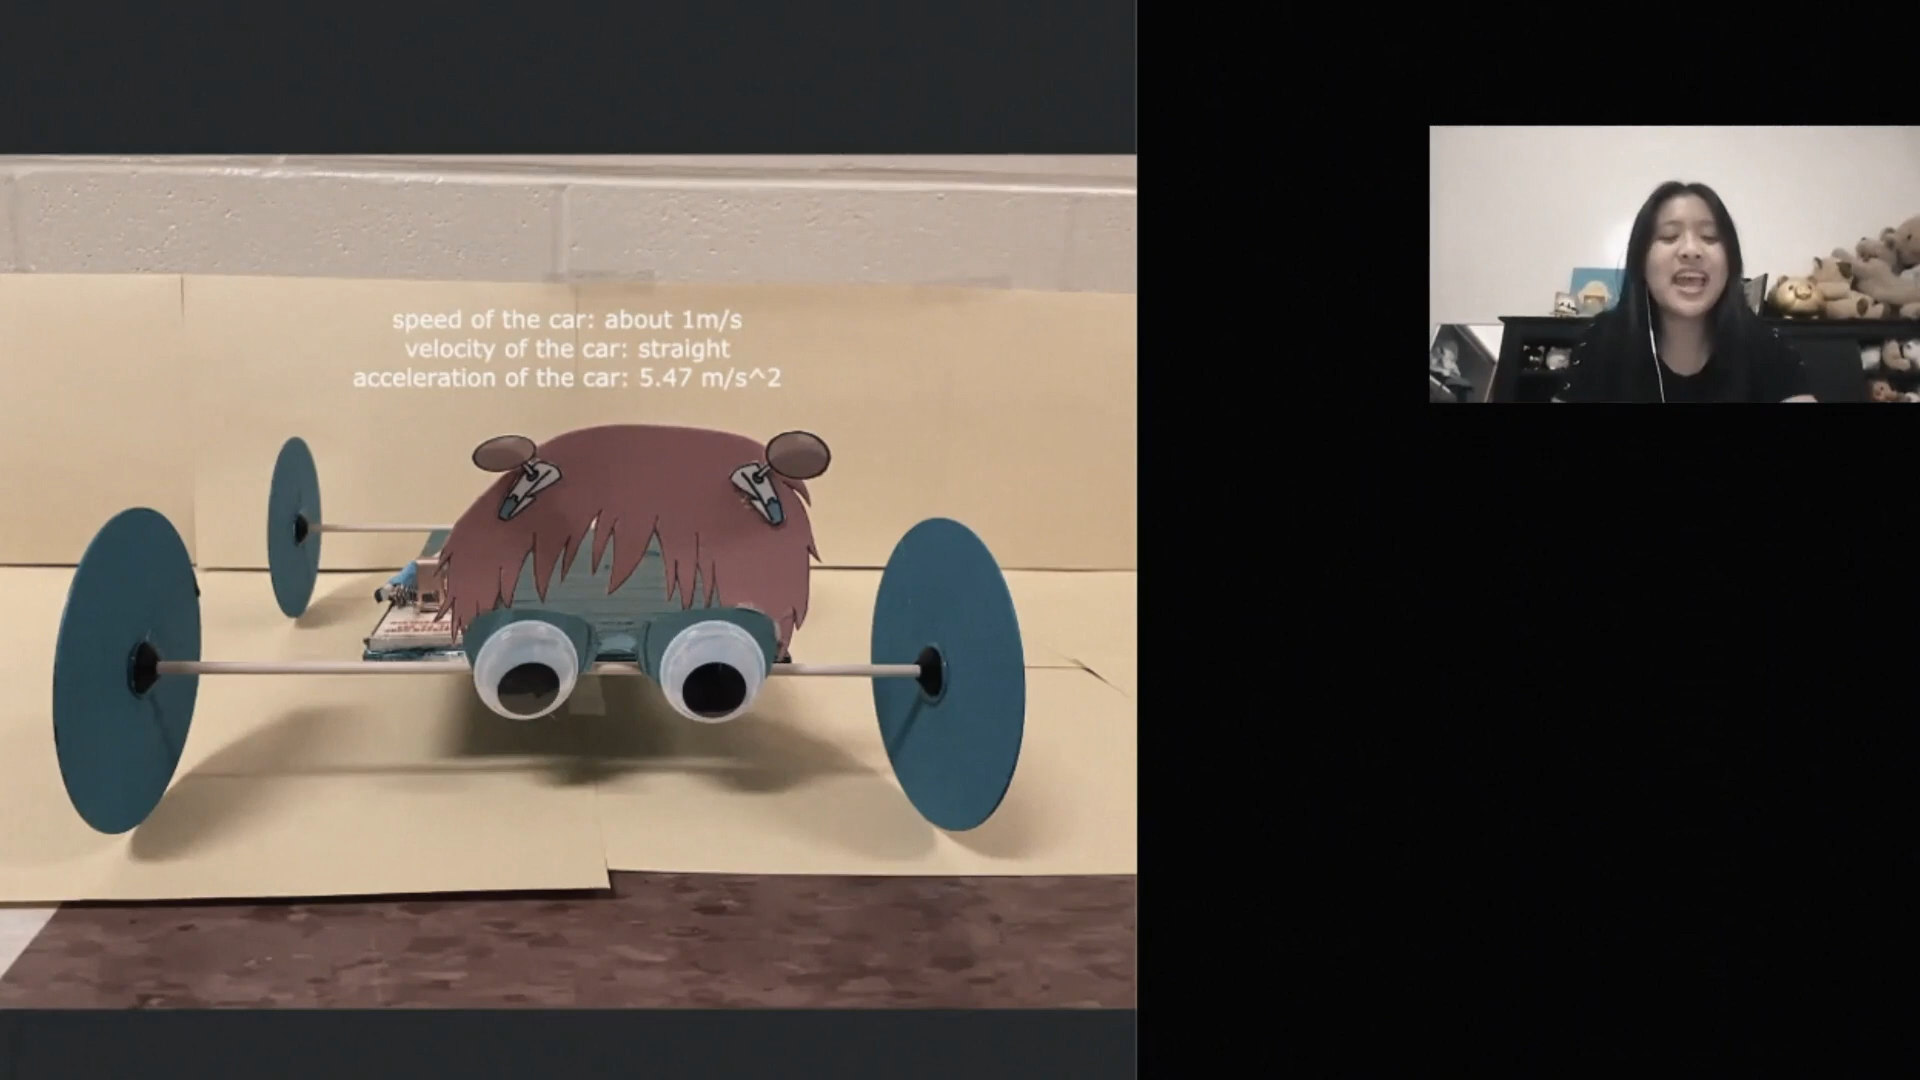 speed of the car: about 1m/s
velocity of the car: straight
acceleration of the car: 5.47 m/s^2